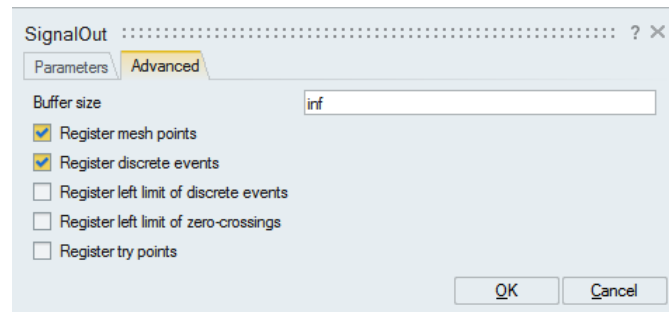 SignalOut ? ×
Parameters Advanced
Buffer size inf
Register mesh points
Register discrete events
Register left limit of discrete events
Register left limit of zero-crossings
Register try points
OK Cancel